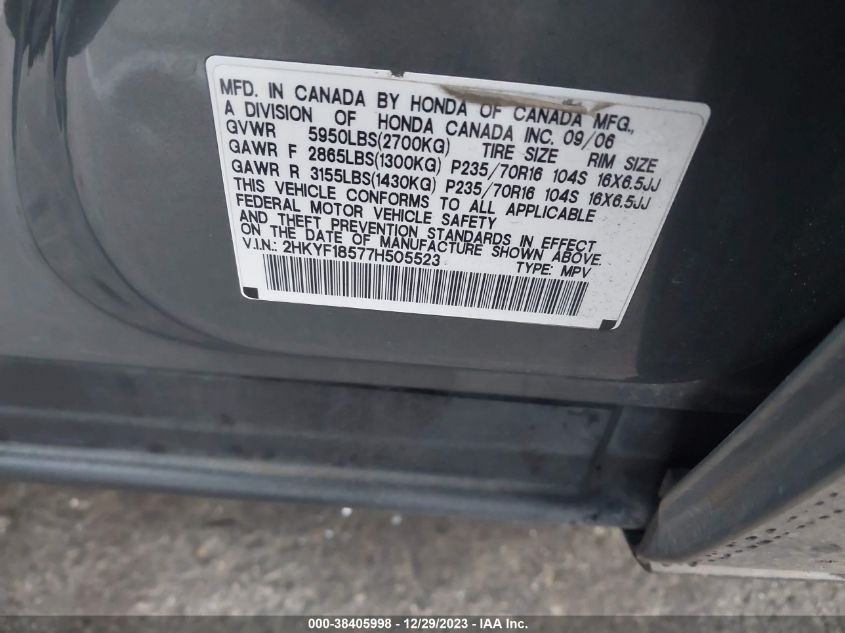 MFD. IN CANADA BY HONDA OF CANADA MFG.,
A DIVISION OF HONDA CANADA INC. 09/06
GVWR 5950LBS(2700KG) TIRE SIZE RIM SIZE
GAWR F 2865LBS(1300KG) P235/70R16 104S 16X6.5JJ
GAWR R 3155LBS(1430KG) P235/70R16 104S 16X6.5JJ
THIS VEHICLE CONFORMS TO ALL APPLICABLE
FEDERAL MOTOR VEHICLE SAFETY
AND THEFT PREVENTION STANDARDS IN EFFECT
ON THE DATE OF MANUFACTURE SHOWN ABOVE.
V.I.N.: 2HKYF18577H505523 TYPE: MPV
000-38405998 - 12/29/2023 - IAA Inc.